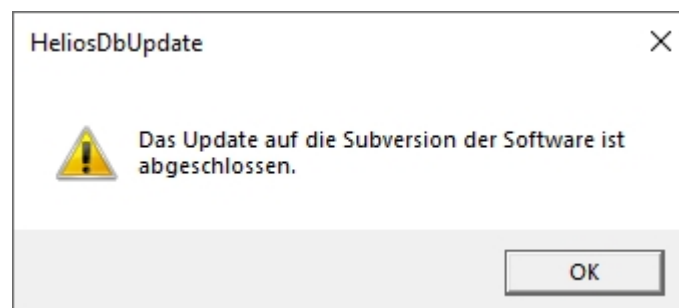 HeliosDbUpdate
Das Update auf die Subversion der Software ist
abgeschlossen.
OK